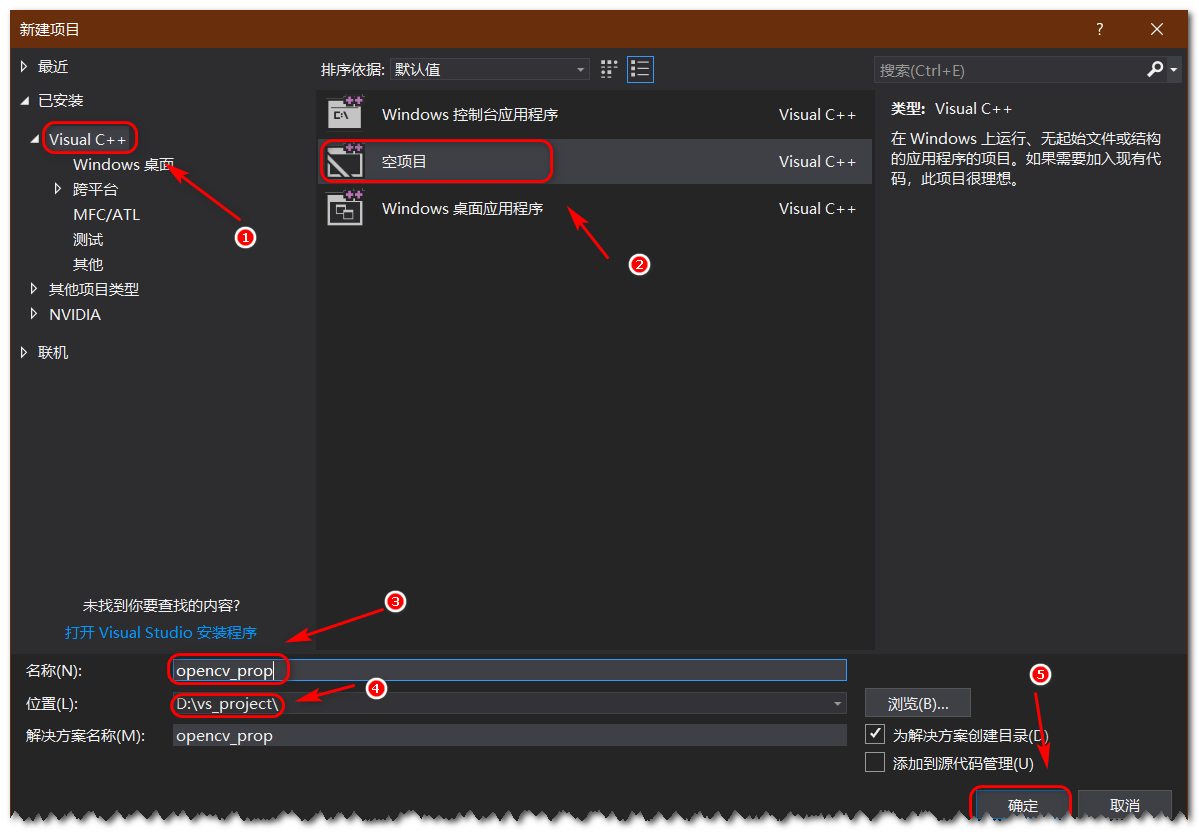 新建项目
?
最近
已安装
Visual C++
Windows 桌面
跨平台
MFC/ATL
测试
其他
其他项目类型
NVIDIA
联机
未找到你要查找的内容?
打开 Visual Studio 安装程序
排序依据: 默认值
Windows 控制台应用程序 Visual C++
空项目 Visual C++
Windows 桌面应用程序 Visual C++
搜索(Ctrl+E)
类型: Visual C++
在 Windows 上运行、无起始文件或结构
的应用程序的项目。如果需要加入现有代
码，此项目很理想。
1
2
3
4
5
名称(N): opencv_prop
位置(L): D:\vs_project\
解决方案名称(M): opencv_prop
浏览(B)...
为解决方案创建目录(D)
添加到源代码管理(U)
确定
取消